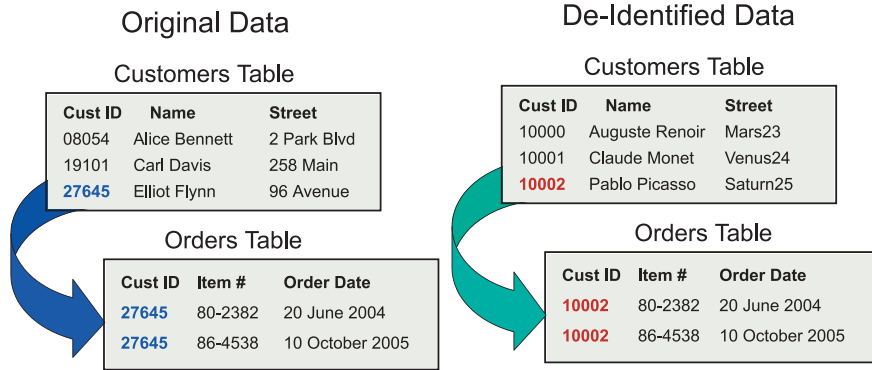 Original Data
Customers Table
Cust ID Name Street
08054 Alice Bennett 2 Park Blvd
19101 Carl Davis 258 Main
27645 Elliot Flynn 96 Avenue
Orders Table
Cust ID Item # Order Date
27645 80-2382 20 June 2004
27645 86-4538 10 October 2005
De-Identified Data
Customers Table
Cust ID Name Street
10000 Auguste Renoir Mars23
10001 Claude Monet Venus24
10002 Pablo Picasso Saturn25
Orders Table
Cust ID Item # Order Date
10002 80-2382 20 June 2004
10002 86-4538 10 October 2005